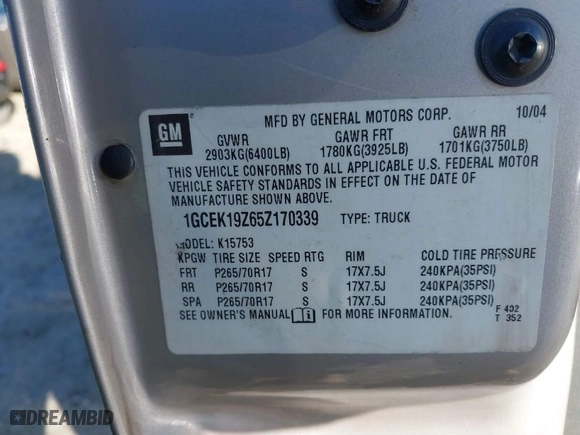 MFD BY GENERAL MOTORS CORP. 10/04
GM
GVWR GAWR FRT GAWR RR
2903KG(6400LB) 1780KG(3925LB) 1701KG(3750LB)
THIS VEHICLE CONFORMS TO ALL APPLICABLE U.S. FEDERAL MOTOR
VEHICLE SAFETY STANDARDS IN EFFECT ON THE DATE OF
MANUFACTURE SHOWN ABOVE.
1GCEK19Z65Z170339 TYPE: TRUCK
MODEL: K15753
KPGW TIRE SIZE SPEED RTG RIM COLD TIRE PRESSURE
FRT P265/70R17 S 17X7.5J 240KPA(35PSI)
RR P265/70R17 S 17X7.5J 240KPA(35PSI)
SPA P265/70R17 S 17X7.5J 240KPA(35PSI)
SEE OWNER'S MANUAL FOR MORE INFORMATION. F 402
T 352
DREAMBID